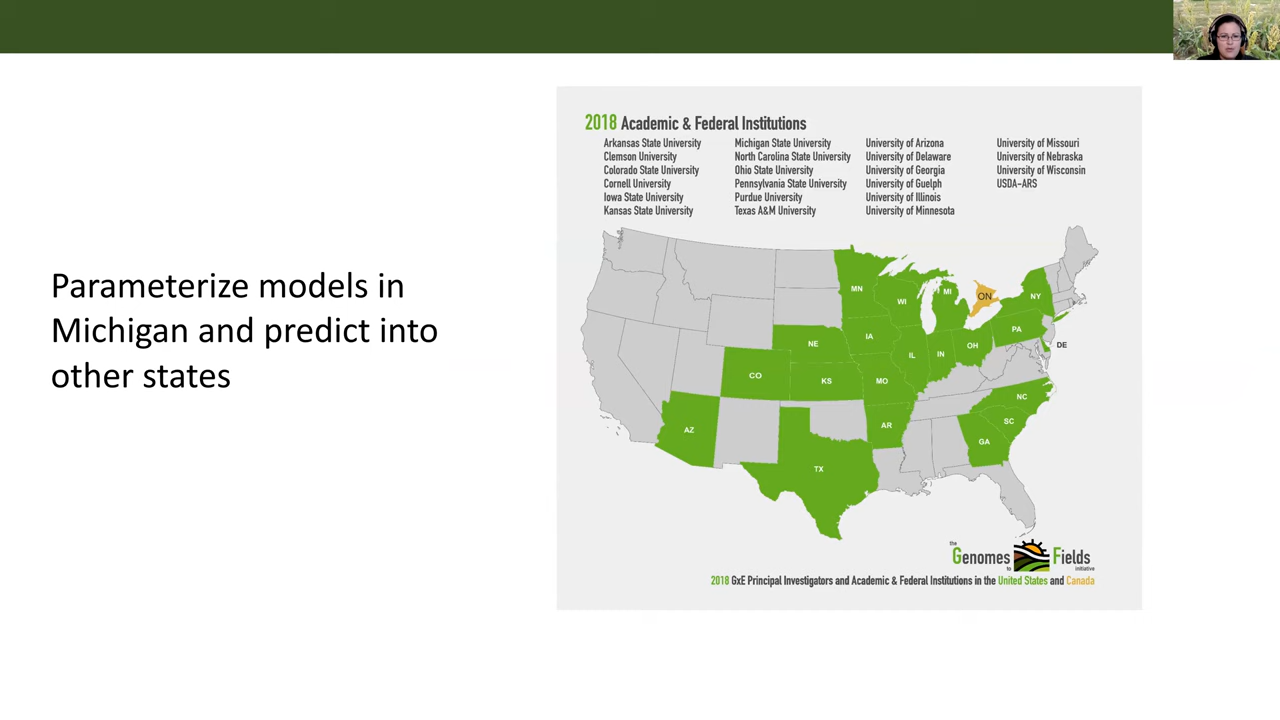 Parameterize models in
Michigan and predict into
other states
2018 Academic & Federal Institutions
Arkansas State University
Clemson University
Colorado State University
Cornell University
Iowa State University
Kansas State University
Michigan State University
North Carolina State University
Ohio State University
Pennsylvania State University
Purdue University
Texas A&M University
University of Arizona
University of Delaware
University of Georgia
University of Guelph
University of Illinois
University of Minnesota
University of Missouri
University of Nebraska
University of Wisconsin
USDA-ARS
MN
WI
MI
ON
NY
NE
IA
IL
IN
OH
PA
DE
CO
KS
MO
NC
AZ
AR
SC
GA
TX
the
Genomes to Fields
initiative
2018 GxE Principal Investigators and Academic & Federal Institutions in the United States and Canada